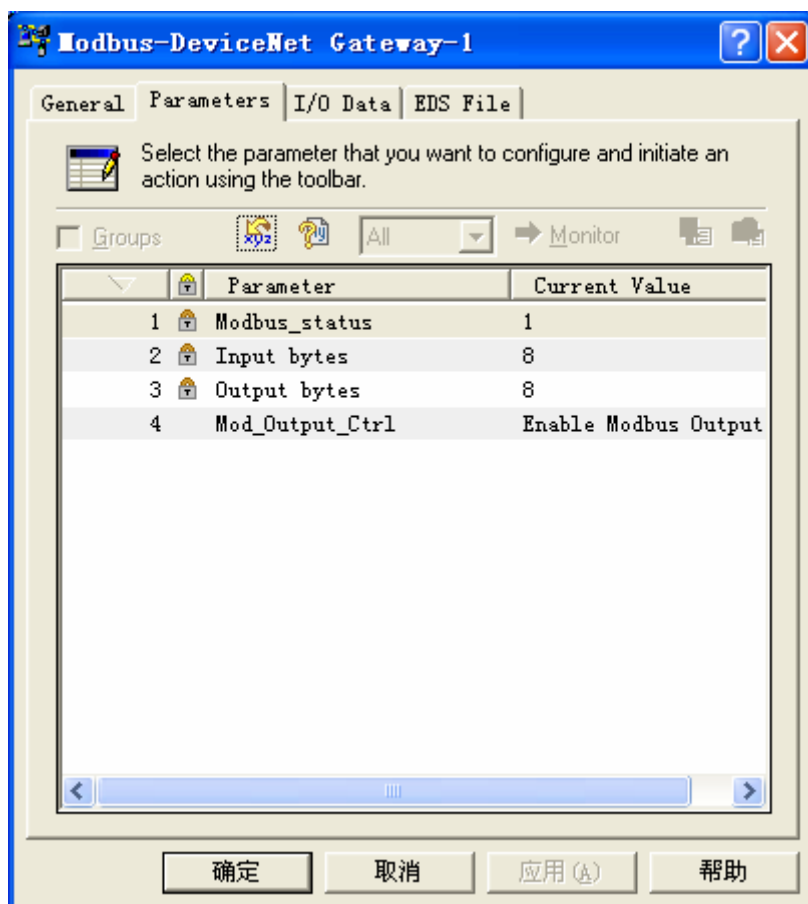 Modbus-DeviceNet Gateway-1
General Parameters I/O Data EDS File
Select the parameter that you want to configure and initiate an
action using the toolbar.
Groups All Monitor
Parameter Current Value
1 Modbus_status 1
2 Input bytes 8
3 Output bytes 8
4 Mod_Output_Ctrl Enable Modbus Output
确定 取消 应用(A) 帮助